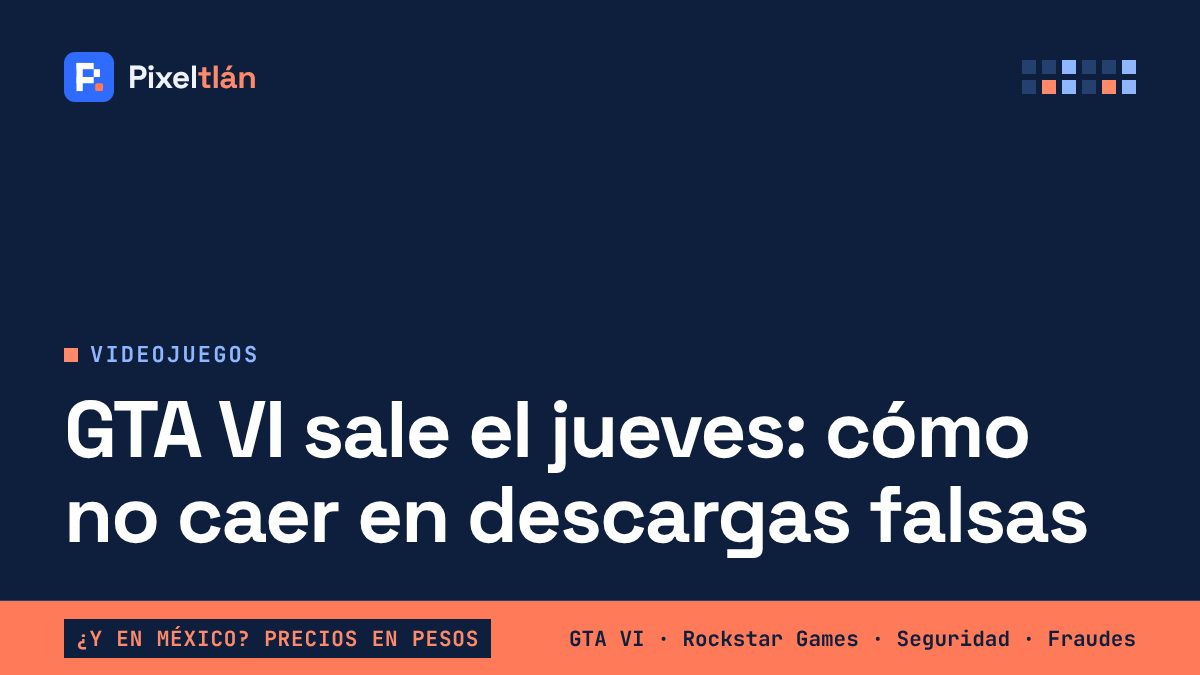 Pixeltlán
VIDEOJUEGOS
GTA VI sale el jueves: cómo
no caer en descargas falsas
¿Y EN MÉXICO? PRECIOS EN PESOS
GTA VI · Rockstar Games · Seguridad · Fraudes